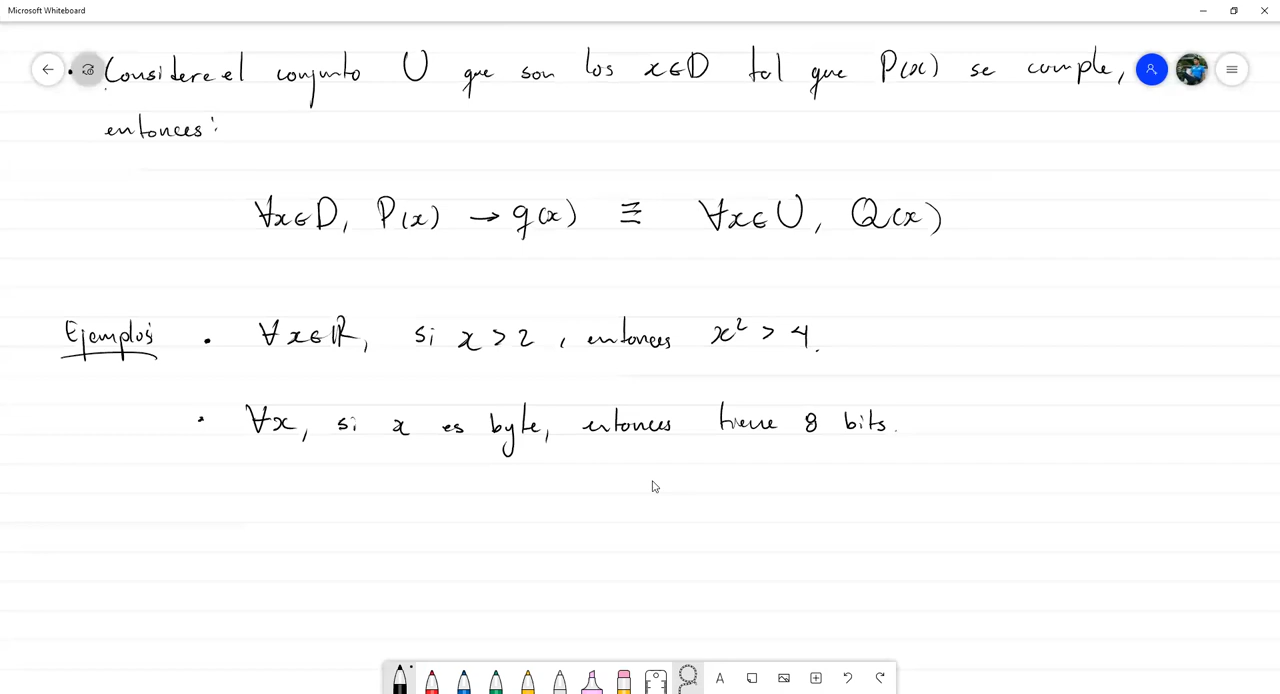 Microsoft Whiteboard
• Considere el conjunto U que son los x∈D tal que P(x) se cumple,
entonces:
∀x∈D, P(x) → q(x) ≡ ∀x∈U, Q(x)
Ejemplos • ∀x∈ℝ, si x > 2, entonces x² > 4.
• ∀x, si x es byte, entonces tiene 8 bits.